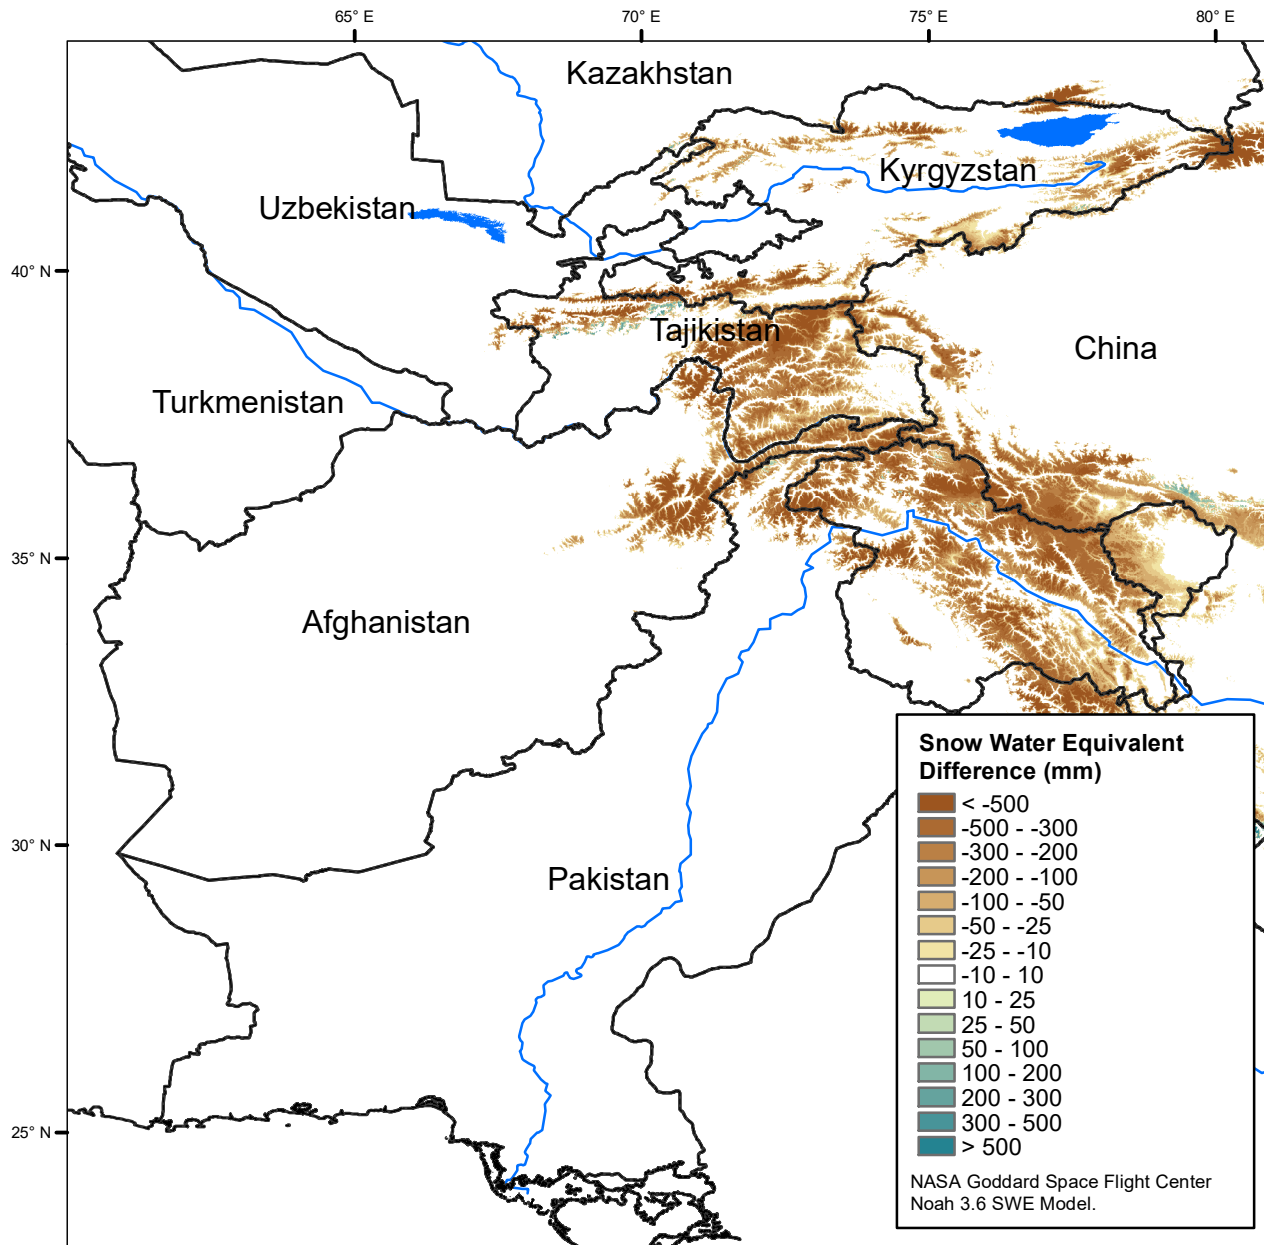 65° E
70° E
75° E
80° E
Kazakhstan
Kyrgyzstan
Uzbekistan
40° N
Tajikistan
China
Turkmenistan
35° N
Afghanistan
30° N
Pakistan
25° N
Snow Water Equivalent
Difference (mm)
< -500
-500 - -300
-300 - -200
-200 - -100
-100 - -50
-50 - -25
-25 - -10
-10 - 10
10 - 25
25 - 50
50 - 100
100 - 200
200 - 300
300 - 500
> 500
NASA Goddard Space Flight Center
Noah 3.6 SWE Model.